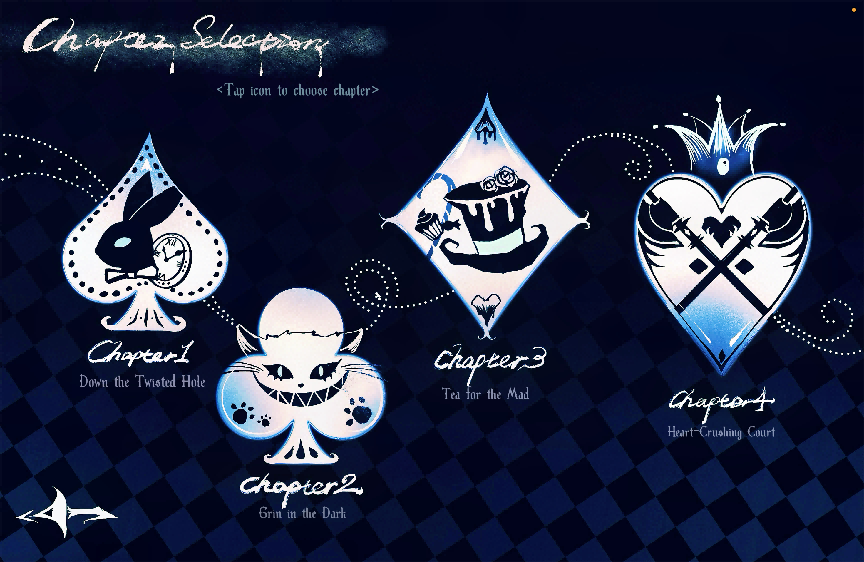 Chapter Selection
<Tap icon to choose chapter>
XII
Chapter1
Down the Twisted Hole
Chapter2
Grin in the Dark
Chapter3
Tea for the Mad
Chapter4
Heart-Crushing Court